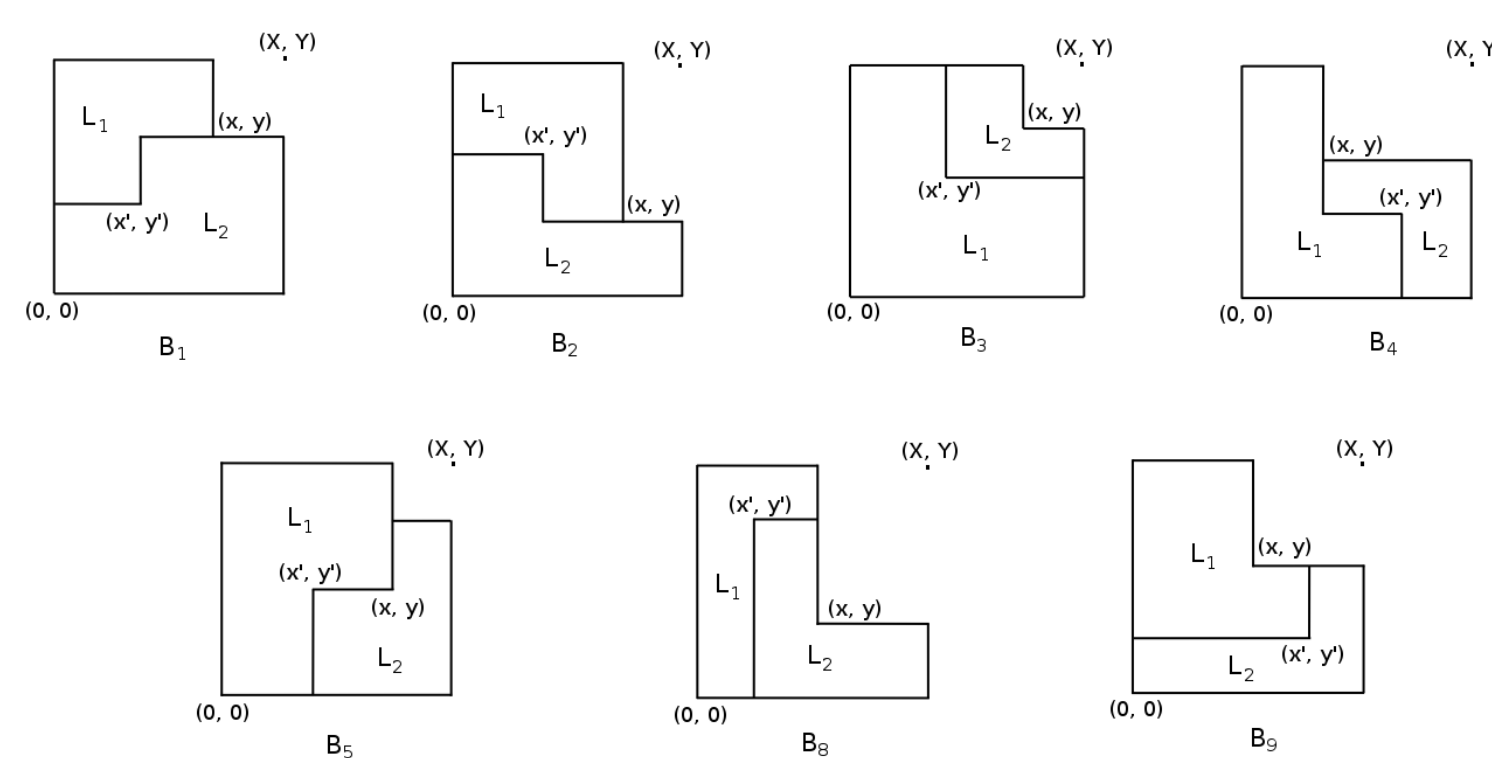 (X, Y)
(X, Y)
(X, Y)
(X, Y
L₁
(x, y)
(x', y')
L₂
(0, 0)
B₁
L₁
(x', y')
(x, y)
L₂
(0, 0)
B₂
(x, y)
L₂
(x', y')
L₁
(0, 0)
B₃
(x, y)
(x', y')
L₁
L₂
(0, 0)
B₄
(X, Y)
(X, Y)
(X, Y)
L₁
(x', y')
(x, y)
L₂
(0, 0)
B₅
(x', y')
L₁
(x, y)
L₂
(0, 0)
B₈
L₁
(x, y)
(x', y')
L₂
(0, 0)
B₉